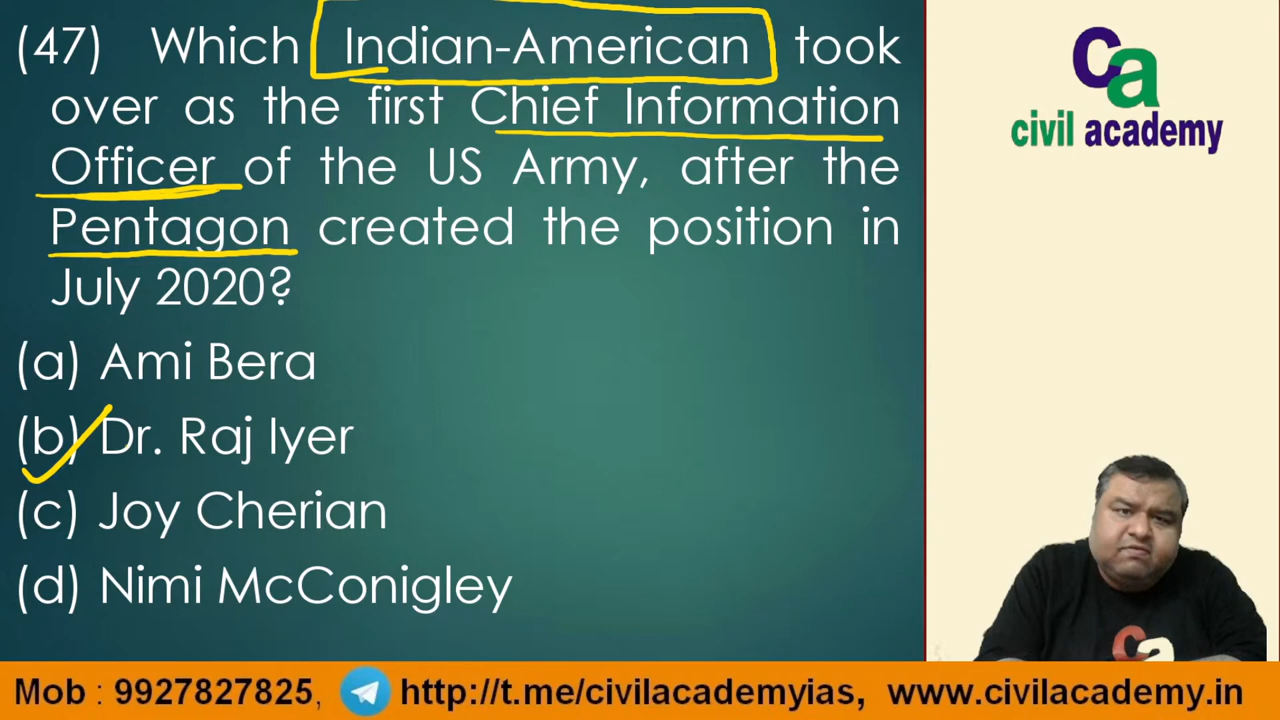 (47) Which Indian-American took
over as the first Chief Information
Officer of the US Army, after the
Pentagon created the position in
July 2020?
(a) Ami Bera
(b) Dr. Raj Iyer
(c) Joy Cherian
(d) Nimi McConigley
ca
civil academy
ca
Mob : 9927827825, http://t.me/civilacademyias, www.civilacademy.in